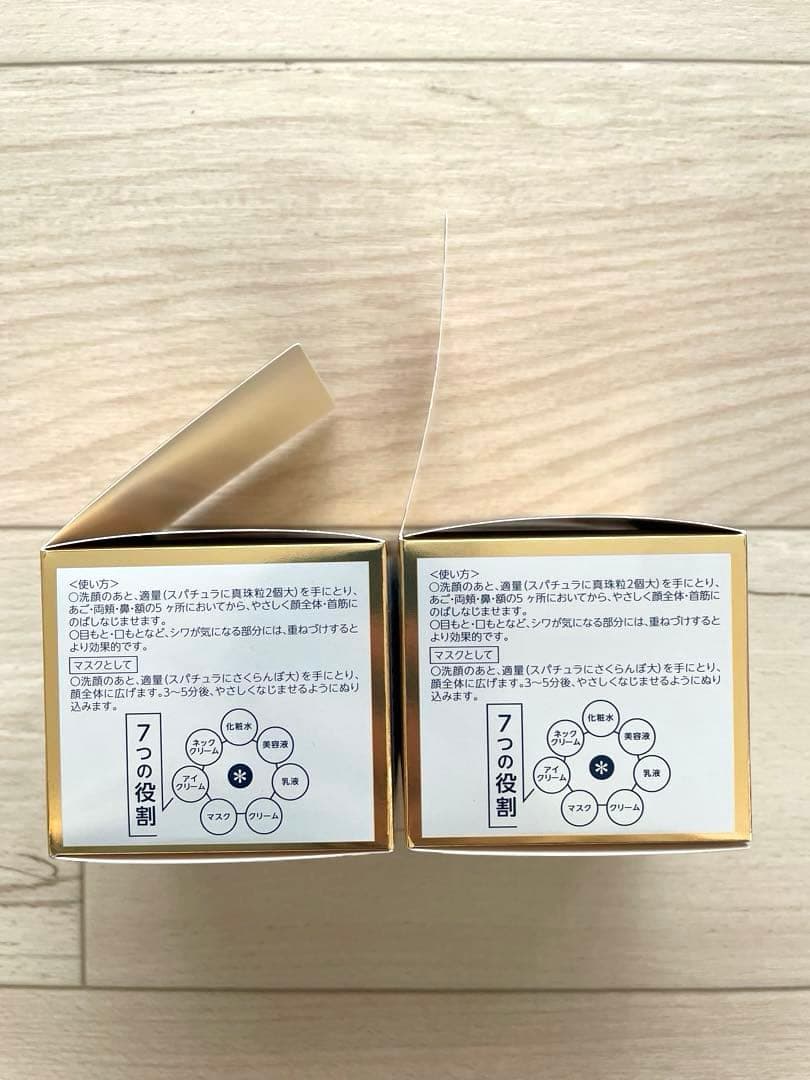 <使い方>
○洗顔のあと、適量(スパチュラに真珠粒2個大)を手にとり、
あご・両頬・鼻・額の5ヶ所においてから、やさしく顔全体・首筋に
のばしなじませます。
○目もと・口もとなど、シワが気になる部分には、重ねづけすると
より効果的です。
マスクとして
○洗顔のあと、適量(スパチュラにさくらんぼ大)を手にとり、
顔全体に広げます。3〜5分後、やさしくなじませるようにぬり
込みます。
7つの役割
化粧水
美容液
乳液
クリーム
マスク
アイ
クリーム
ネック
クリーム
<使い方>
○洗顔のあと、適量(スパチュラに真珠粒2個大)を手にとり、
あご・両頬・鼻・額の5ヶ所においてから、やさしく顔全体・首筋に
のばしなじませます。
○目もと・口もとなど、シワが気になる部分には、重ねづけすると
より効果的です。
マスクとして
○洗顔のあと、適量(スパチュラにさくらんぼ大)を手にとり、
顔全体に広げます。3〜5分後、やさしくなじませるようにぬり
込みます。
7つの役割
化粧水
美容液
乳液
クリーム
マスク
アイ
クリーム
ネック
クリーム